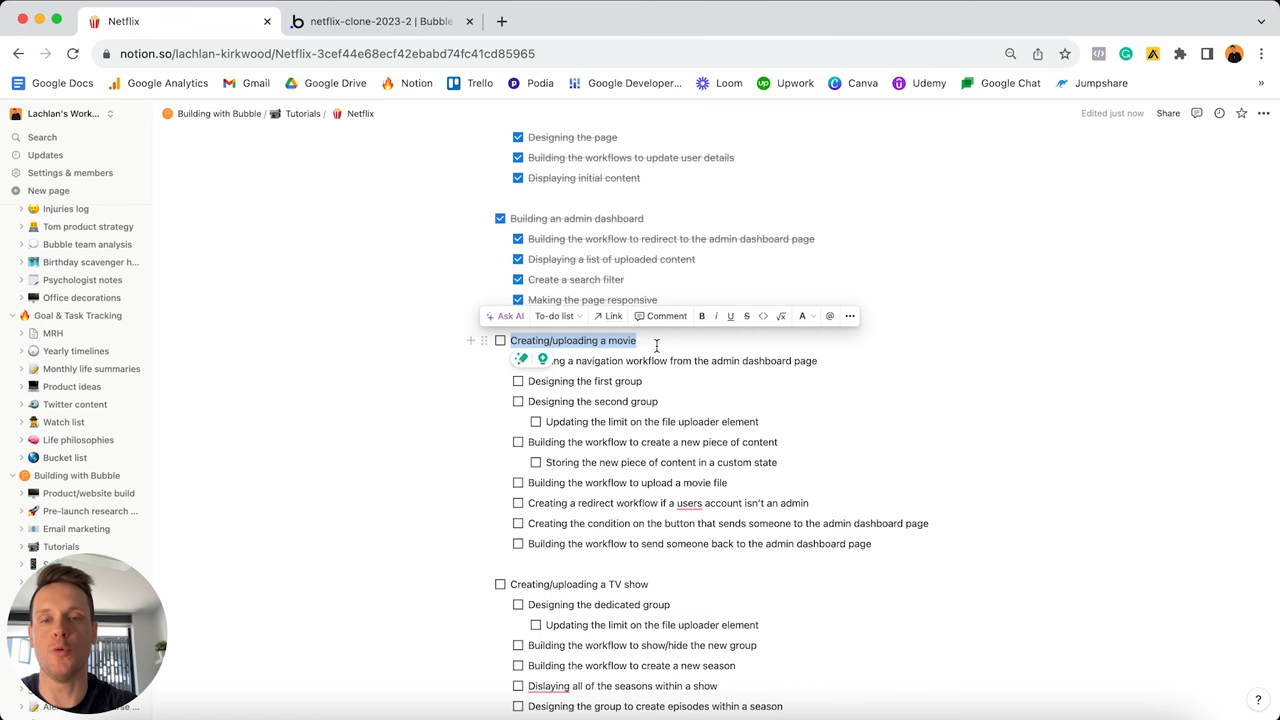 Netflix
netflix-clone-2023-2 | Bubble
notion.so/lachlan-kirkwood/Netflix-3cef44e68ecf42ebabd74fc41cd85965
Google Docs
Google Analytics
Gmail
Google Drive
Notion
Trello
Podia
Google Developer...
Loom
Upwork
Canva
Udemy
Google Chat
Jumpshare
»
Lachlan's Work...
Building with Bubble / Tutorials / Netflix
Edited just now
Share
Search
Updates
Settings & members
New page
Injuries log
Tom product strategy
Bubble team analysis
Birthday scavenger h...
Psychologist notes
Office decorations
Goal & Task Tracking
MRH
Yearly timelines
Monthly life summaries
Product ideas
Twitter content
Watch list
Life philosophies
Bucket list
Building with Bubble
Product/website build
Pre-launch research ...
Email marketing
Tutorials
Designing the page
Building the workflows to update user details
Displaying initial content
Building an admin dashboard
Building the workflow to redirect to the admin dashboard page
Displaying a list of uploaded content
Create a search filter
Making the page responsive
Ask AI To-do list Link Comment B i U S <> √x A @ •••
Creating/uploading a movie
a navigation workflow from the admin dashboard page
Designing the first group
Designing the second group
Updating the limit on the file uploader element
Building the workflow to create a new piece of content
Storing the new piece of content in a custom state
Building the workflow to upload a movie file
Creating a redirect workflow if a users account isn't an admin
Creating the condition on the button that sends someone to the admin dashboard page
Building the workflow to send someone back to the admin dashboard page
Creating/uploading a TV show
Designing the dedicated group
Updating the limit on the file uploader element
Building the workflow to show/hide the new group
Building the workflow to create a new season
Dislaying all of the seasons within a show
Designing the group to create episodes within a season
?